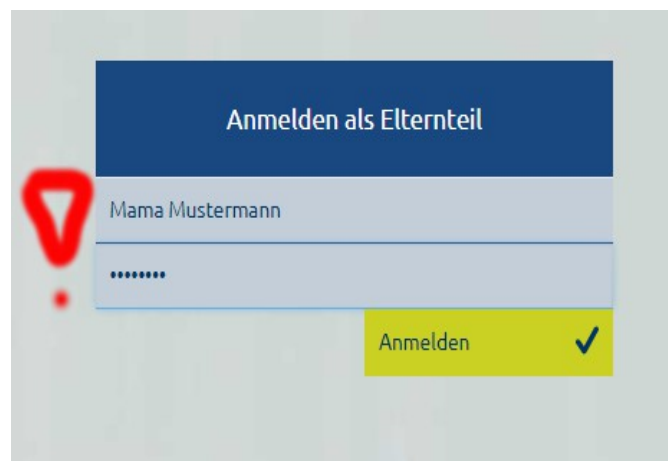 Anmelden als Elternteil
Mama Mustermann
••••••••
Anmelden